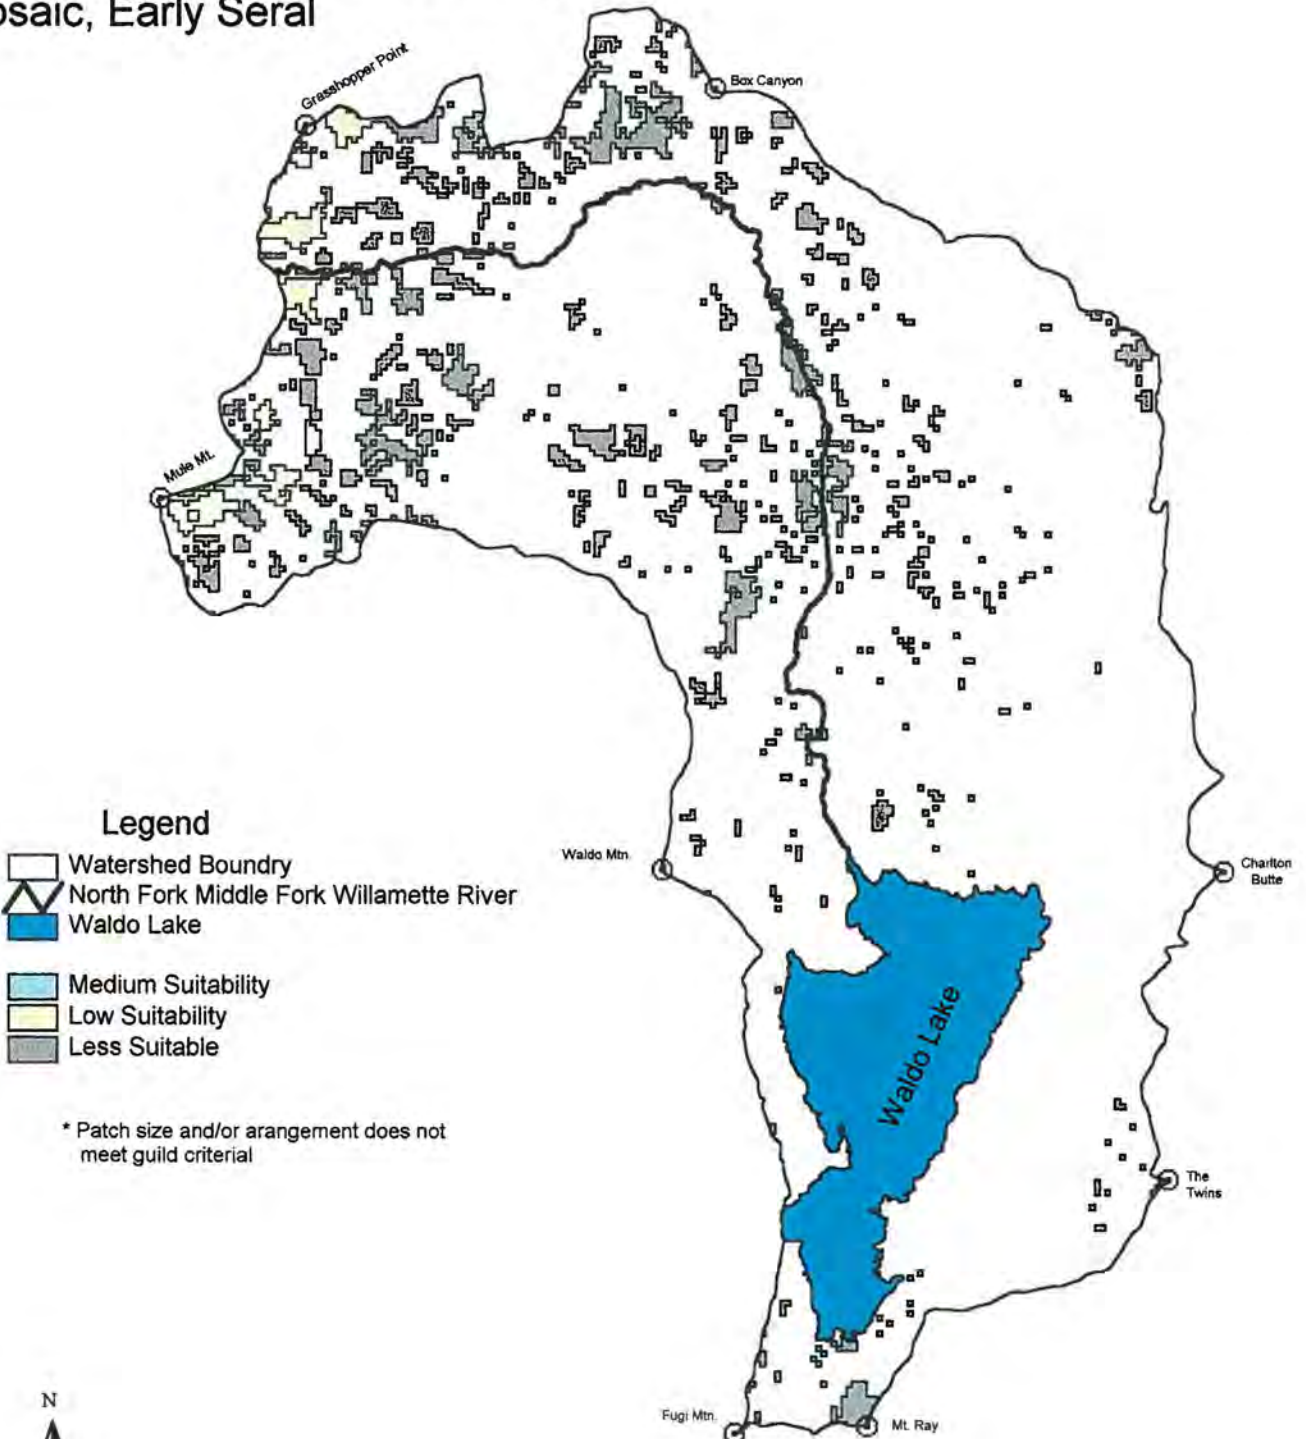 osaic, Early Seral
Grasshopper Point
Box Canyon
Mule Mt.
Legend
Watershed Boundry
North Fork Middle Fork Willamette River
Waldo Lake
Medium Suitability
Low Suitability
Less Suitable
* Patch size and/or arangement does not
meet guild criterial
Waldo Mtn.
Charlton
Butte
Waldo Lake
The
Twins
N
Fugi Mtn.
Mt. Ray